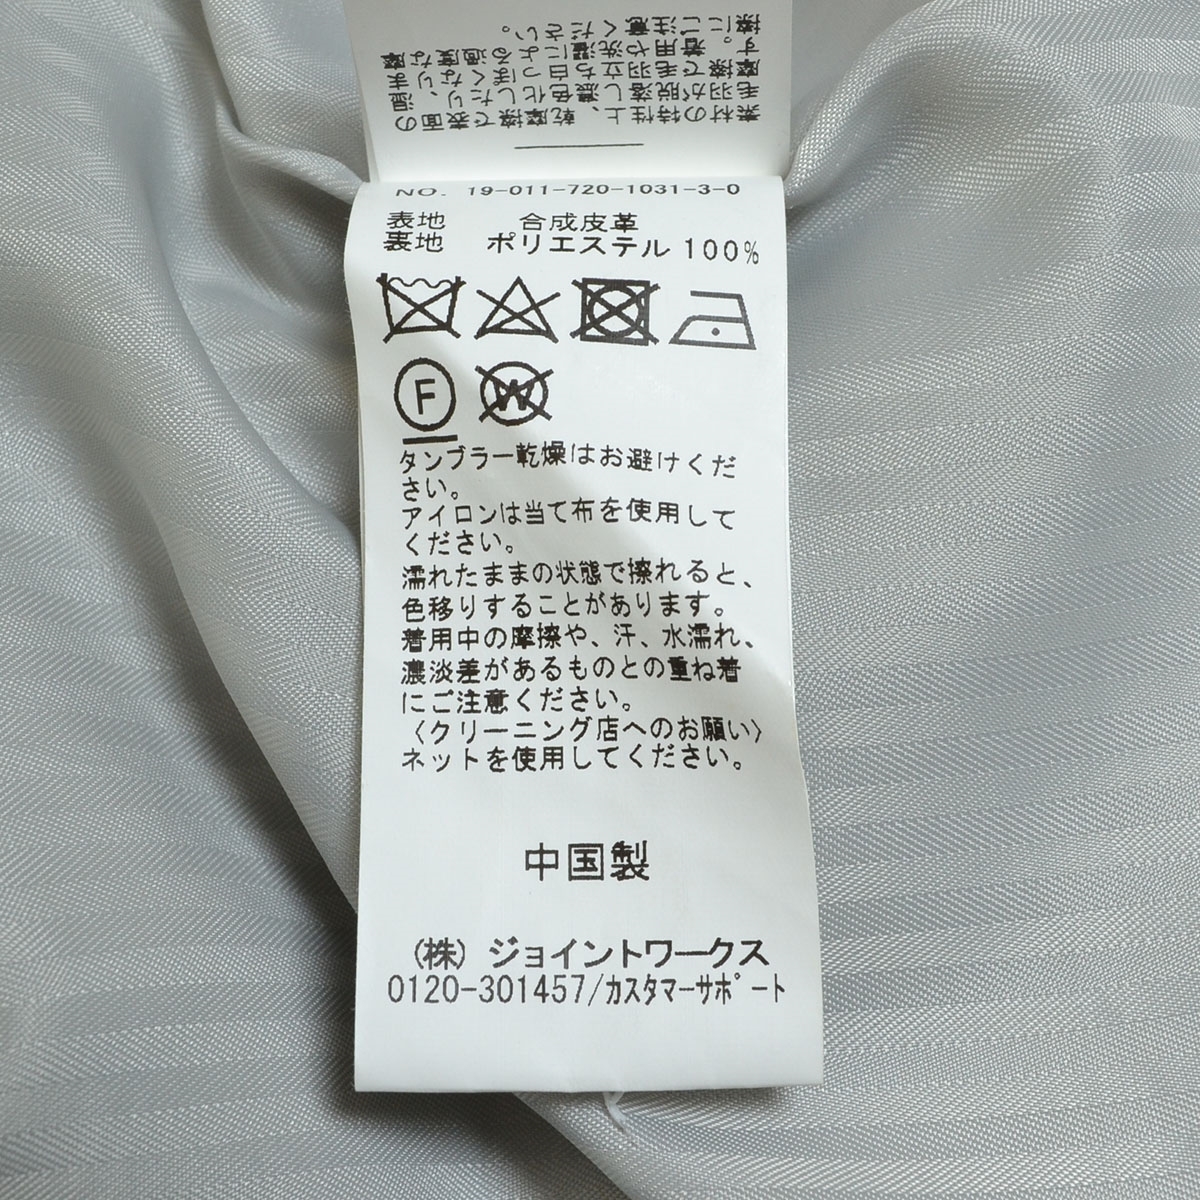 素材の特性上、乾摩擦で表面の
毛羽が脱落し濃色化したり、湿
摩擦で毛羽立ち白っぽくなりま
す。着用や洗濯による過度な摩
擦にご注意ください。
NO. 19-011-720-1031-3-0
表地 合成皮革
裏地 ポリエステル 100%
F W
タンブラー乾燥はお避けくだ
さい。
アイロンは当て布を使用して
ください。
濡れたままの状態で擦れると、
色移りすることがあります。
着用中の摩擦や、汗、水濡れ、
濃淡差があるものとの重ね着
にご注意ください。
〈クリーニング店へのお願い〉
ネットを使用してください。
中国製
(株) ジョイントワークス
0120-301457/ｶｽﾀﾏｰｻﾎﾟｰﾄ